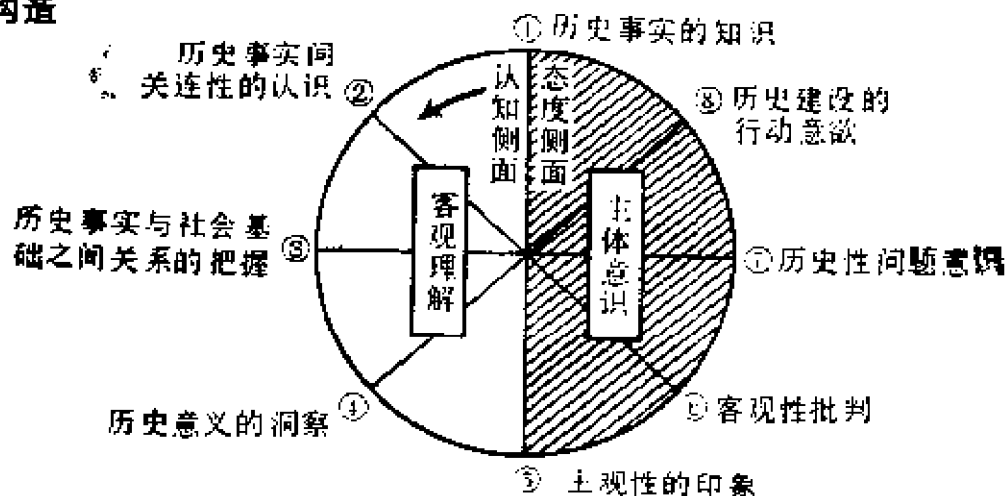 构造
① 历史事实的知识
历史事实间
关连性的认识 ②
历史事实与社会基
础之间关系的把握 ③
历史意义的洞察 ④
⑤ 主观性的印象
⑥ 客观性批判
⑦ 历史性问题意识
⑧ 历史建设的
行动意欲
认知侧面
态度侧面
客观理解
主体意识